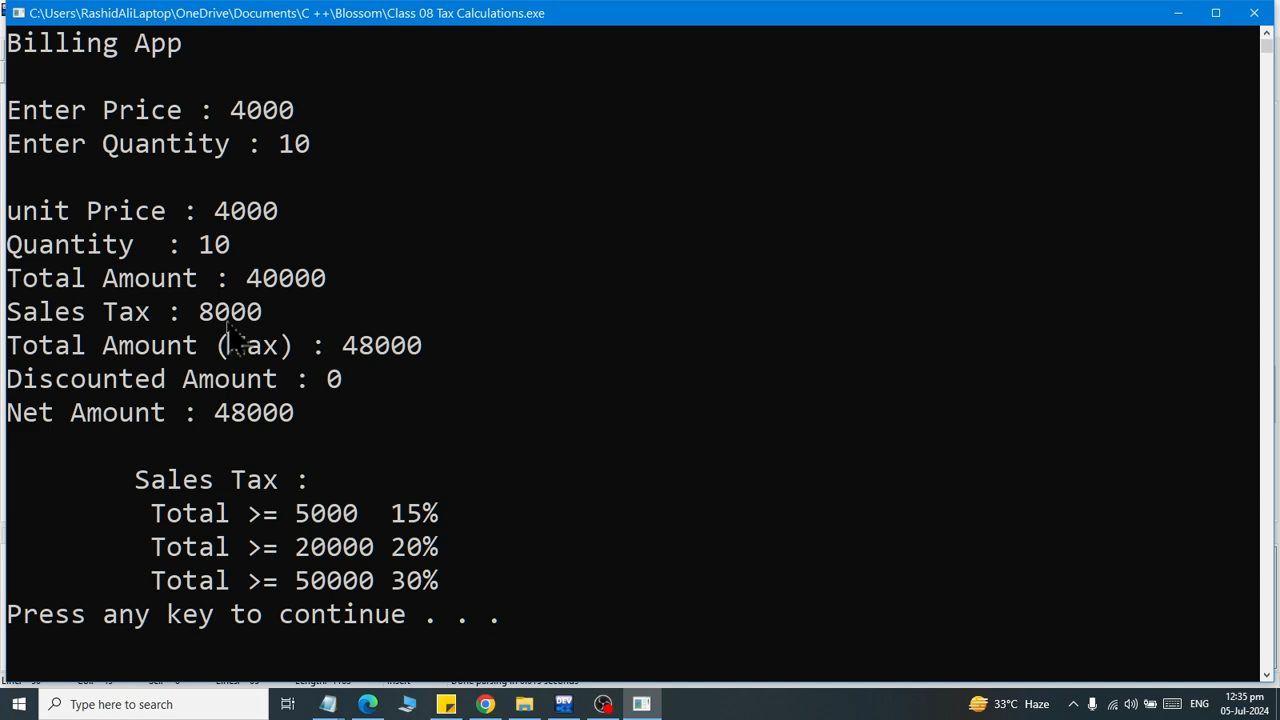 C:\Users\RashidAliLaptop\OneDrive\Documents\C ++\Blossom\Class 08 Tax Calculations.exe
Billing App
Enter Price : 4000
Enter Quantity : 10
unit Price : 4000
Quantity  : 10
Total Amount : 40000
Sales Tax : 8000
Total Amount (Tax) : 48000
Discounted Amount : 0
Net Amount : 48000
Sales Tax :
Total >= 5000  15%
Total >= 20000 20%
Total >= 50000 30%
Press any key to continue . . .
Type here to search
DEV
33°C Haze
ENG
12:35 pm
05-Jul-2024